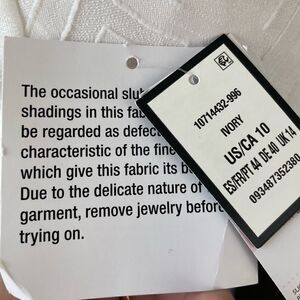 The occasional slub
shadings in this fab
be regarded as defect
characteristic of the fine
which give this fabric its b
Due to the delicate nature of
garment, remove jewelry before
trying on.
10714432-996
IVORY
US/CA 10
ES/FR/PT 44 DE 40 UK 14
093487352380